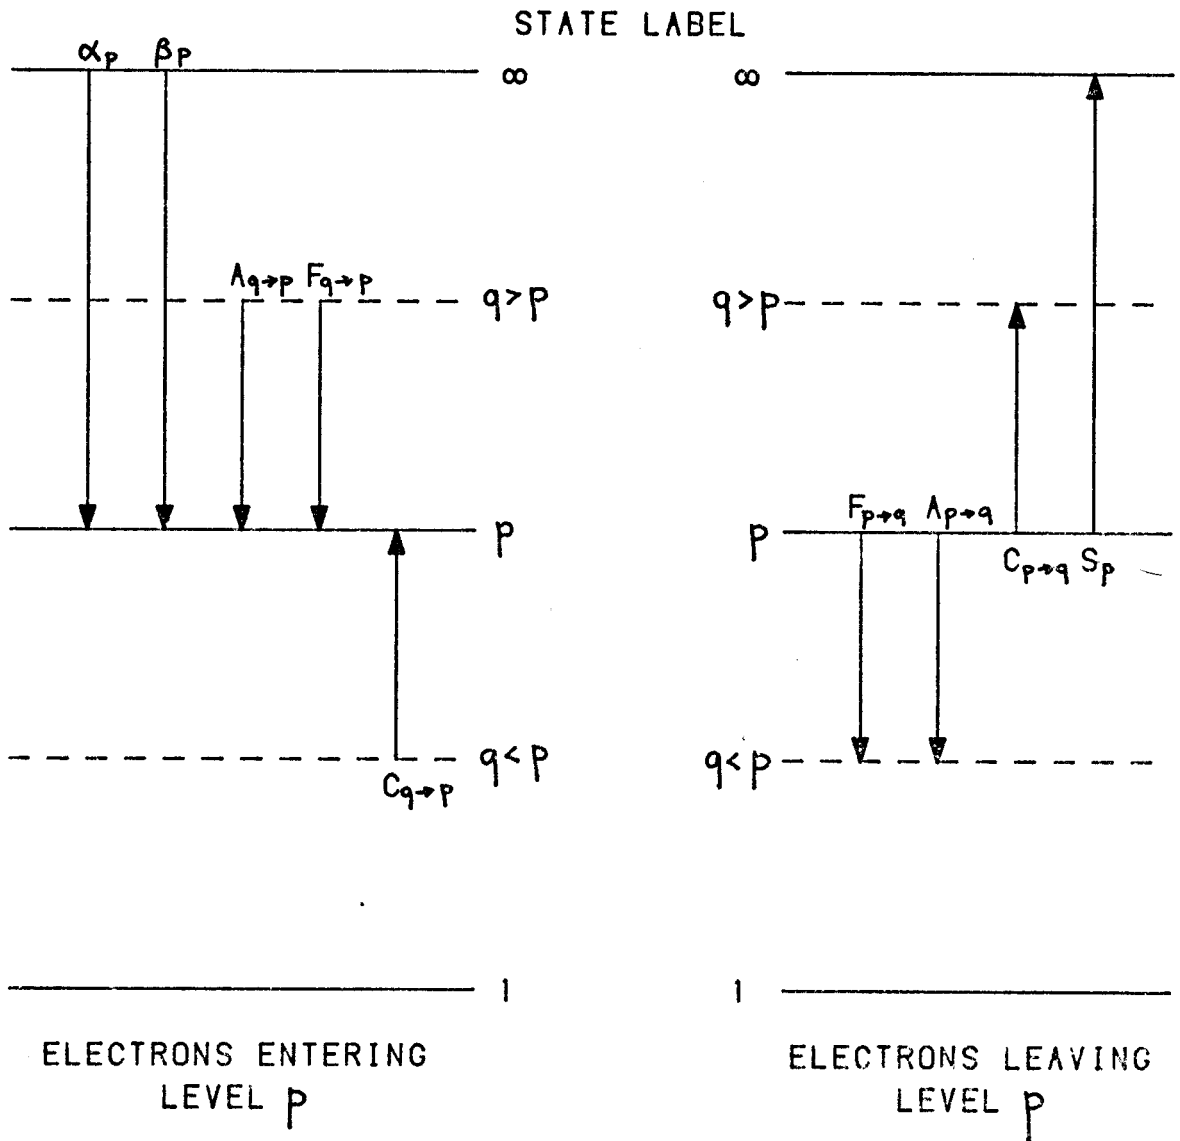 STATE LABEL
αp βp
∞ ∞
Aq→p Fq→p
q>p q>p
Fp→q Ap→q
p p
Cp→q Sp
q<p q<p
Cq→p
1 1
ELECTRONS ENTERING
LEVEL p
ELECTRONS LEAVING
LEVEL p